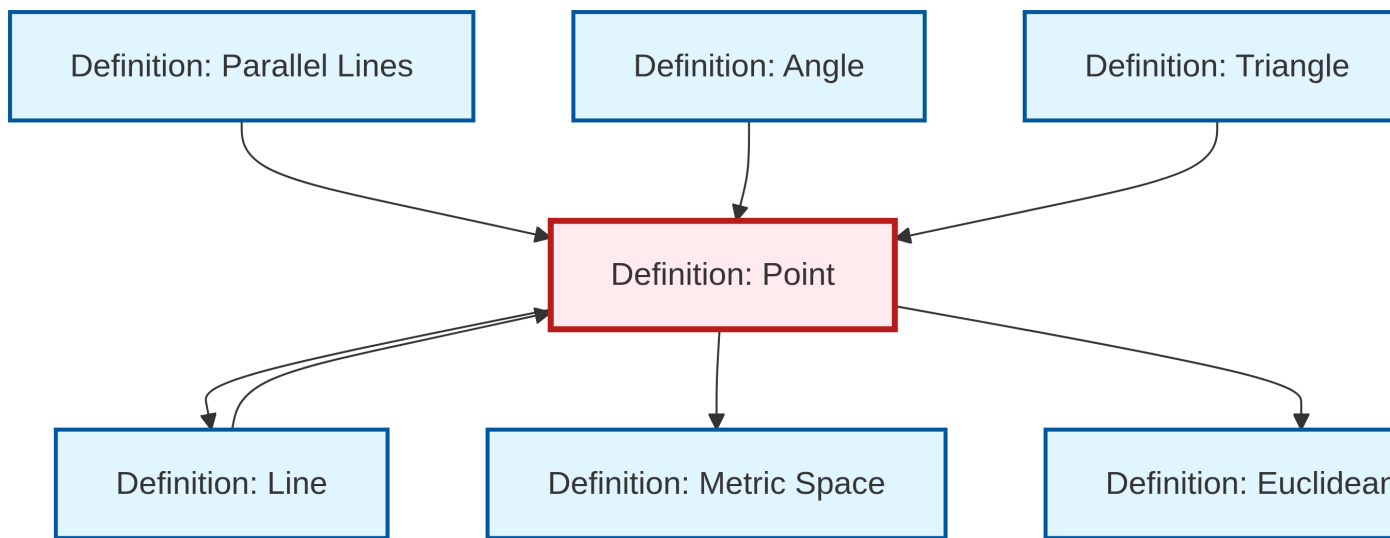 Definition: Parallel Lines
Definition: Angle
Definition: Triangle
Definition: Point
Definition: Line
Definition: Metric Space
Definition: Euclidean